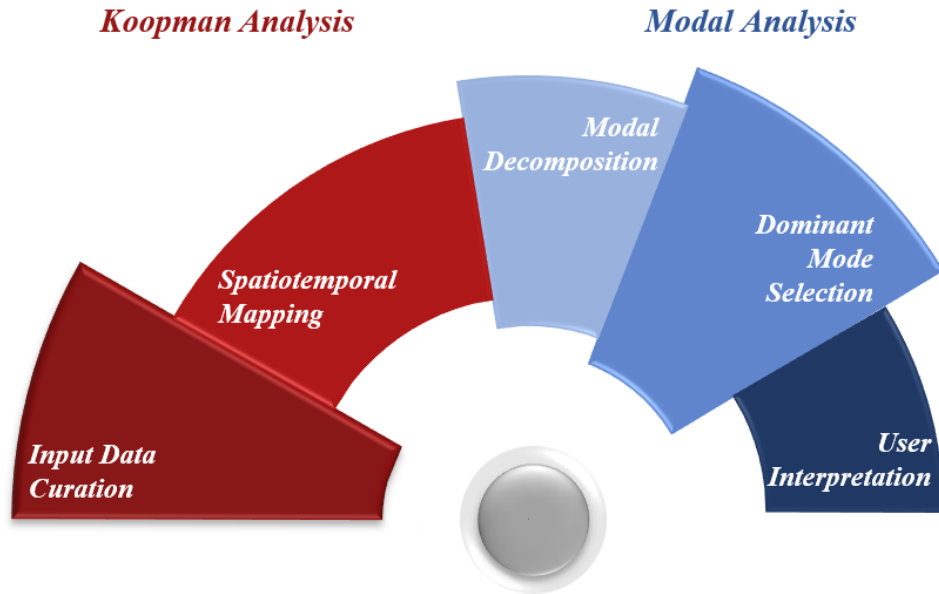 Koopman Analysis
Modal Analysis
Input Data
Curation
Spatiotemporal
Mapping
Modal
Decomposition
Dominant
Mode
Selection
User
Interpretation